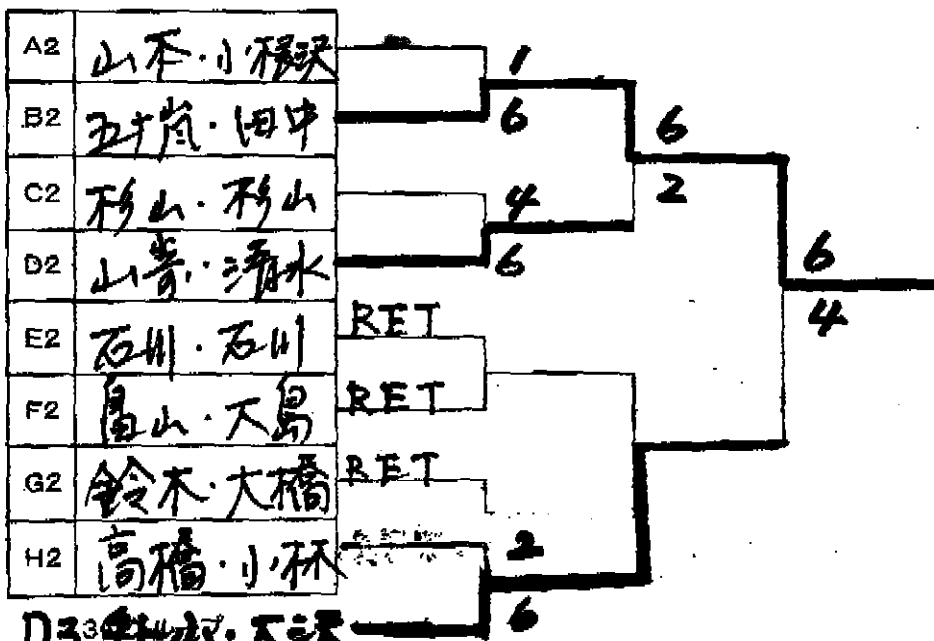 A2 山本・小根沢
B2 五十嵐・田中
C2 杉山・杉山
D2 山嵜・清水
E2 石川・石川 RET
F2 畠山・大島 RET
G2 鈴木・大橋 RET
H2 高橋・小林
1
6
4
6
6
2
6
4
2
6